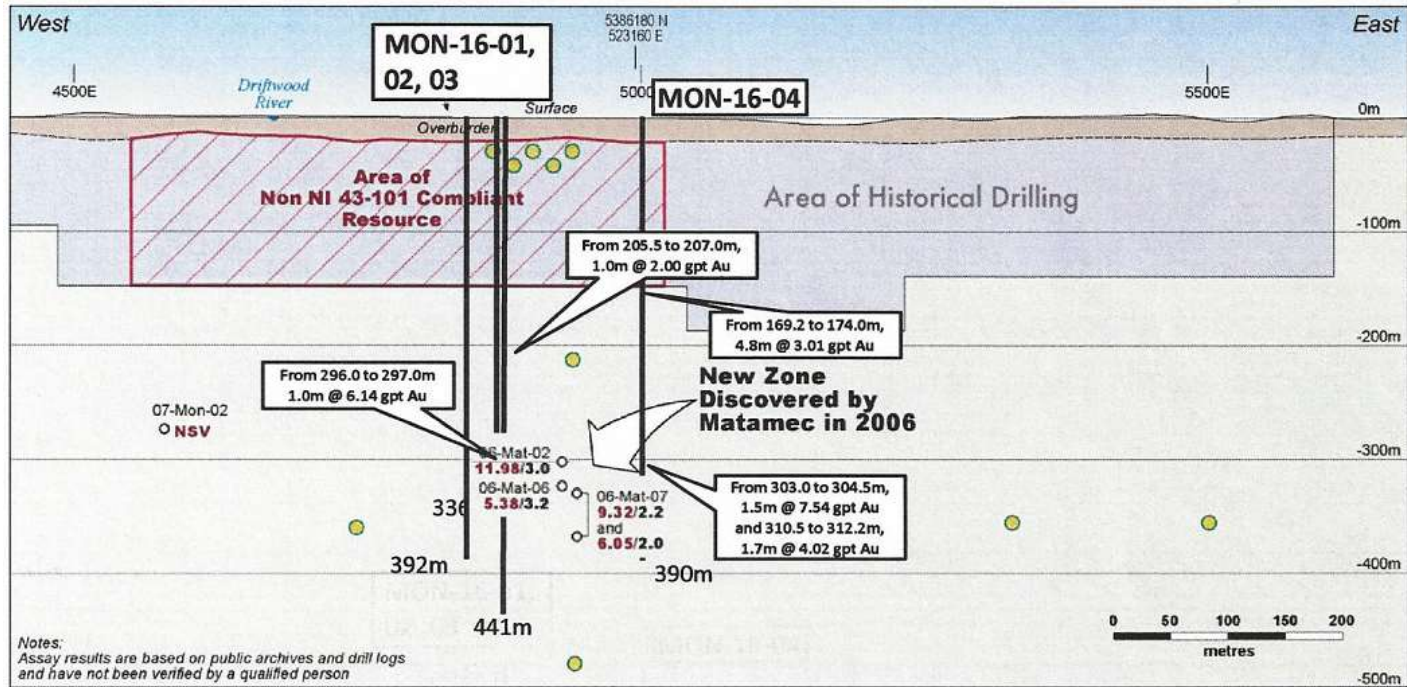 West
5386180 N
523160 E
East
MON-16-01,
02, 03
4500E
Driftwood
River
Surface
MON-16-04
5500E
0m
Area of
Non NI 43-101 Compliant
Resource
Area of Historical Drilling
-100m
From 205.5 to 207.0m,
1.0m @ 2.00 gpt Au
From 169.2 to 174.0m,
4.8m @ 3.01 gpt Au
-200m
From 296.0 to 297.0m
1.0m @ 6.14 gpt Au
New Zone
Discovered by
Matamec in 2006
07-Mon-02
NSV
-300m
06-Mat-02
11.98/3.0
06-Mat-06
5.38/3.2
336
06-Mat-07
9.32/2.2
and
6.05/2.0
From 303.0 to 304.5m,
1.5m @ 7.54 gpt Au
and 310.5 to 312.2m,
1.7m @ 4.02 gpt Au
392m
390m
-400m
441m
0 50 100 150 200
metres
Notes:
Assay results are based on public archives and drill logs
and have not been verified by a qualified person
-500m